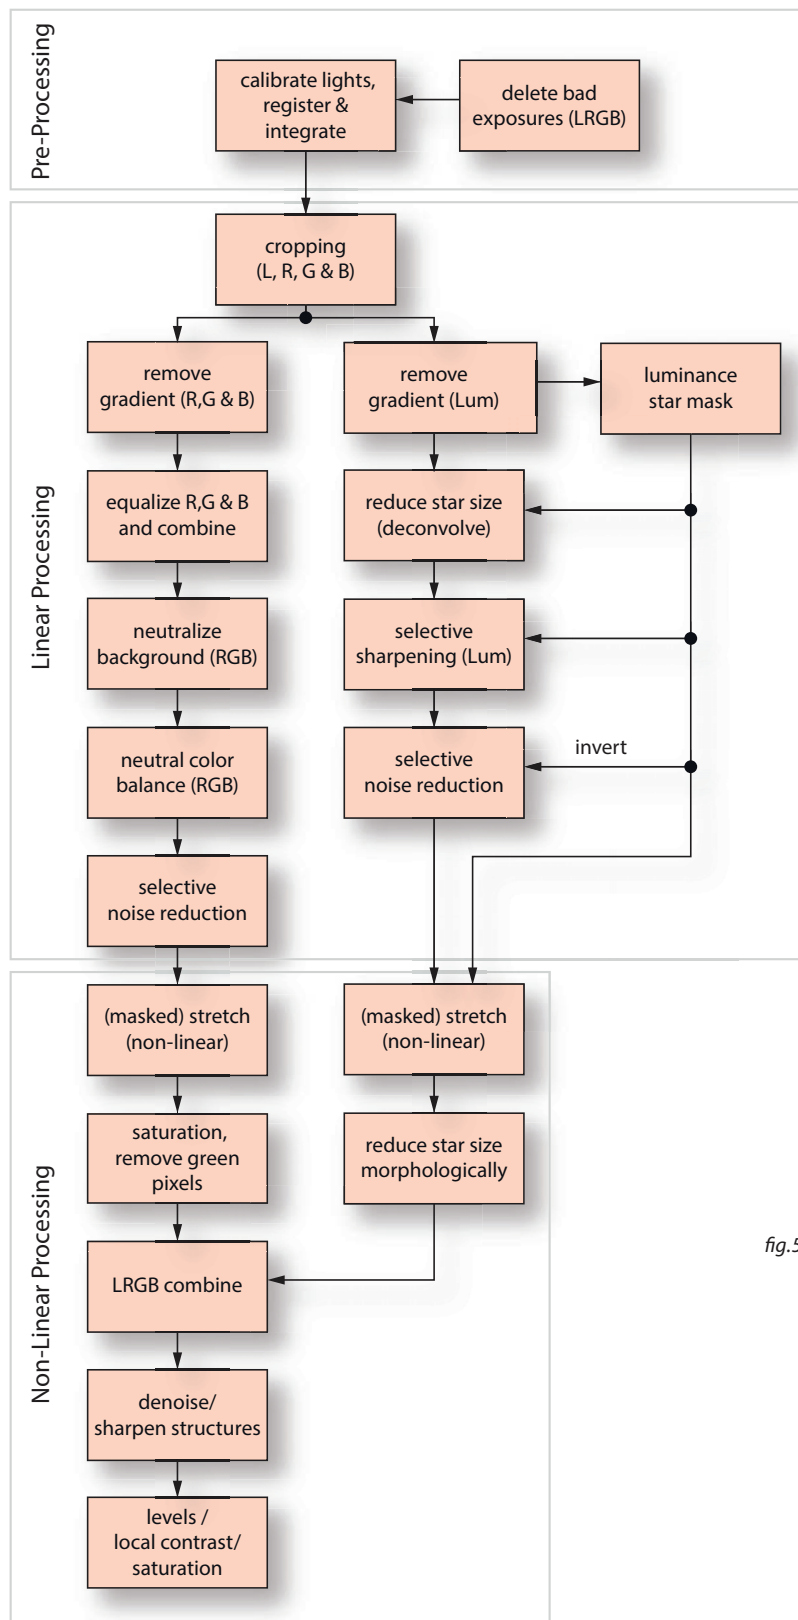 Pre-Processing
calibrate lights,
register &
integrate
delete bad
exposures (LRGB)
Linear Processing
cropping
(L, R, G & B)
remove
gradient (R,G & B)
remove
gradient (Lum)
luminance
star mask
equalize R,G & B
and combine
reduce star size
(deconvolve)
neutralize
background (RGB)
selective
sharpening (Lum)
neutral color
balance (RGB)
selective
noise reduction
invert
selective
noise reduction
Non-Linear Processing
(masked) stretch
(non-linear)
(masked) stretch
(non-linear)
saturation,
remove green
pixels
reduce star size
morphologically
LRGB combine
fig.5
denoise/
sharpen structures
levels /
local contrast/
saturation